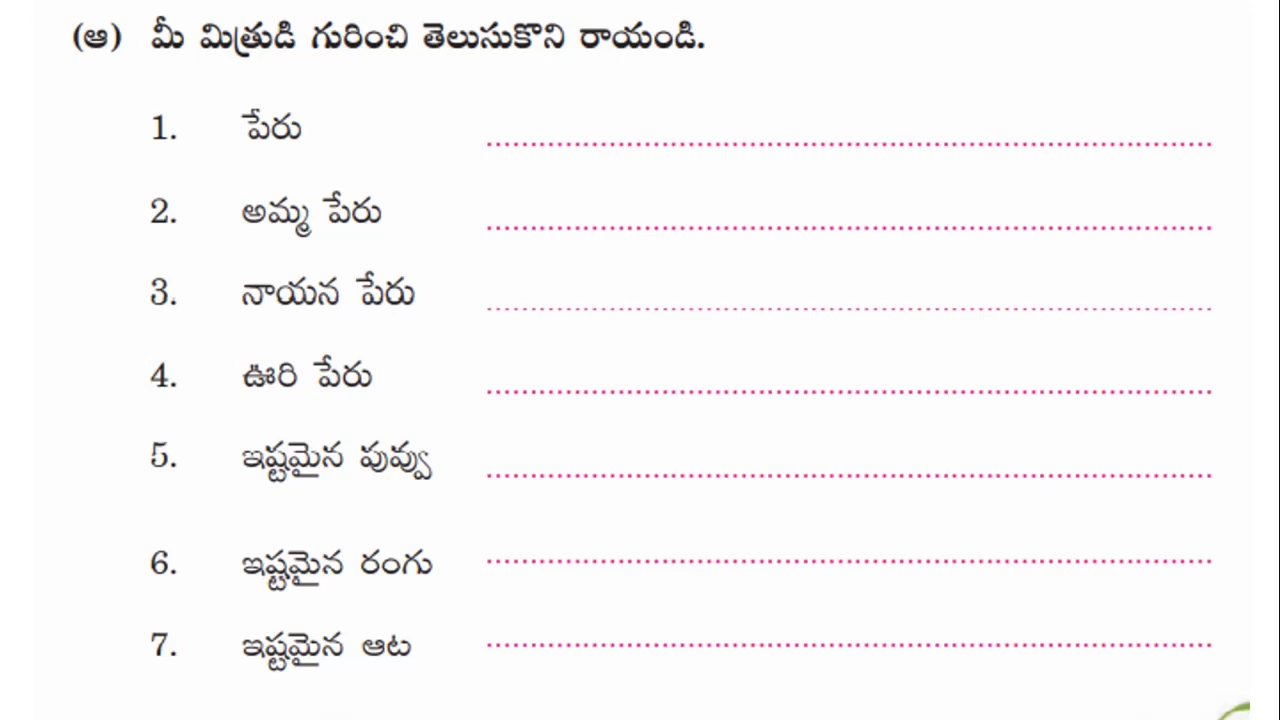 (ఆ) మీ మిత్రుడి గురించి తెలుసుకొని రాయండి.
1. పేరు ........................................................................
2. అమ్మ పేరు ........................................................................
3. నాయన పేరు ........................................................................
4. ఊరి పేరు ........................................................................
5. ఇష్టమైన పువ్వు ........................................................................
6. ఇష్టమైన రంగు ........................................................................
7. ఇష్టమైన ఆట ........................................................................